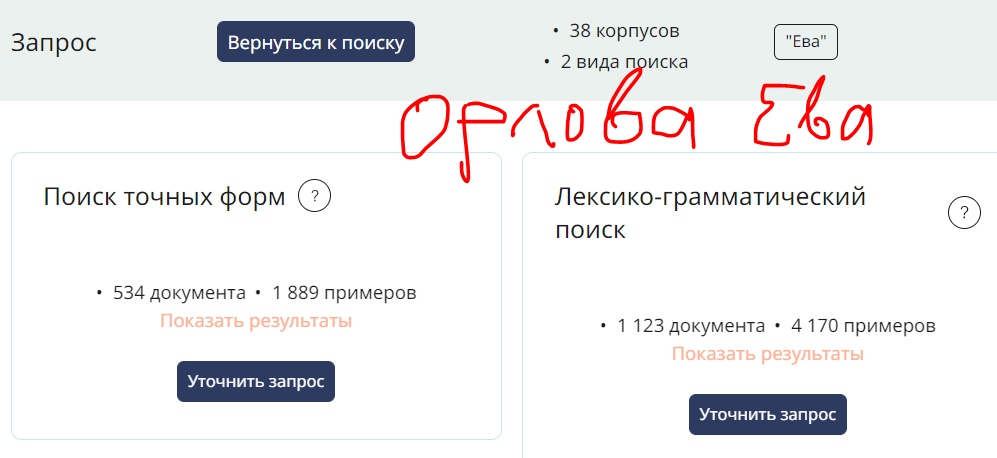 Запрос
Вернуться к поиску
• 38 корпусов
• 2 вида поиска
"Ева"
Орлова Ева
Поиск точных форм ?
• 534 документа • 1 889 примеров
Показать результаты
Уточнить запрос
Лексико-грамматический
поиск
?
• 1 123 документа • 4 170 примеров
Показать результаты
Уточнить запрос